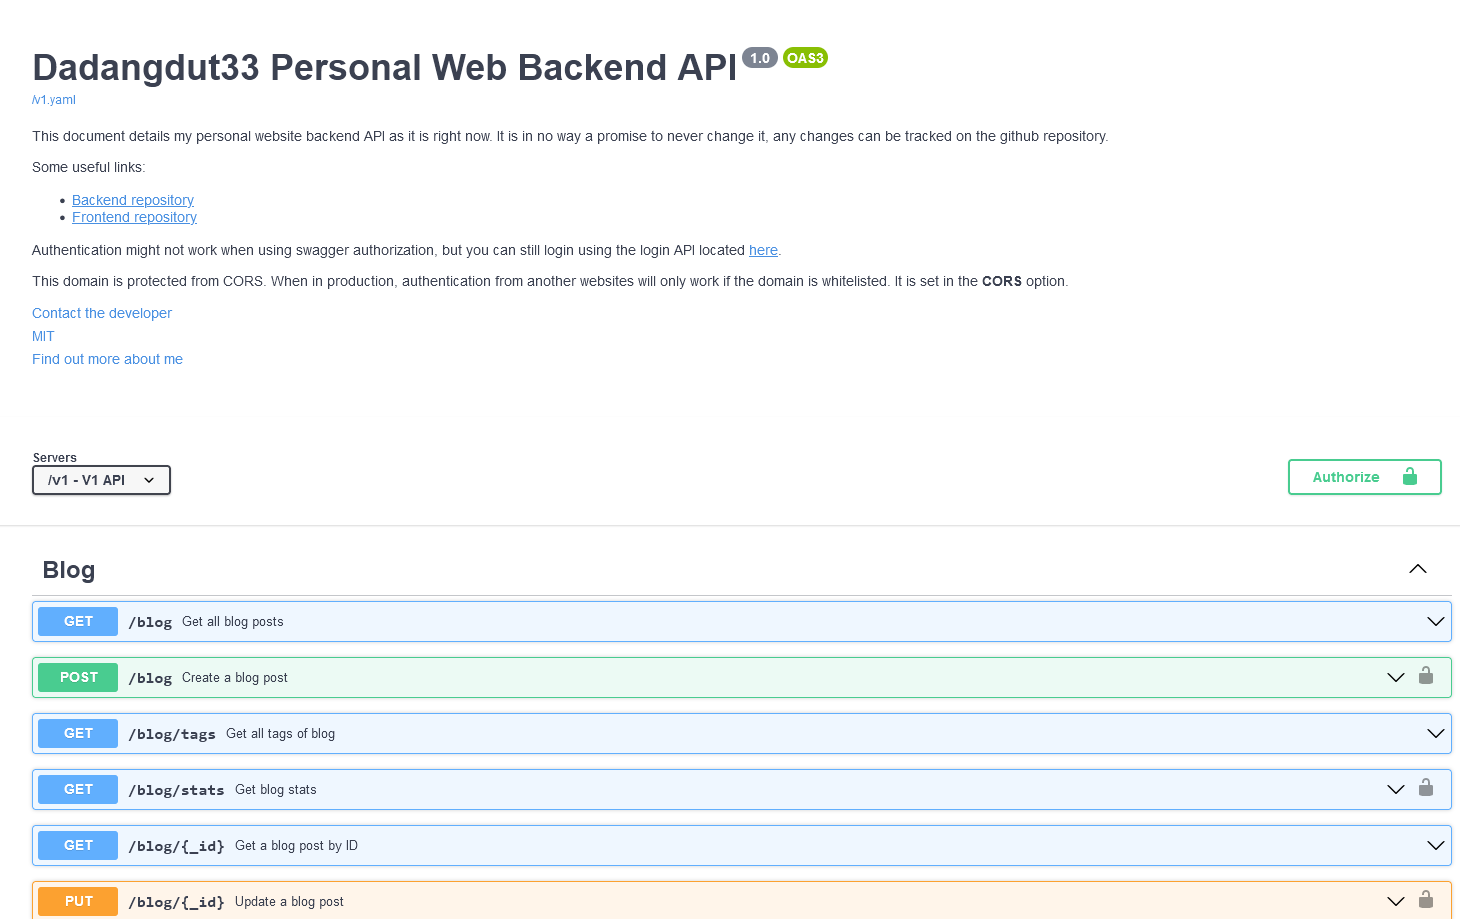 Dadangdut33 Personal Web Backend API 1.0 OAS3
/v1.yaml
This document details my personal website backend API as it is right now. It is in no way a promise to never change it, any changes can be tracked on the github repository.
Some useful links:
Backend repository
Frontend repository
Authentication might not work when using swagger authorization, but you can still login using the login API located here.
This domain is protected from CORS. When in production, authentication from another websites will only work if the domain is whitelisted. It is set in the CORS option.
Contact the developer
MIT
Find out more about me
Servers
/v1 - V1 API
Authorize
Blog
GET /blog Get all blog posts
POST /blog Create a blog post
GET /blog/tags Get all tags of blog
GET /blog/stats Get blog stats
GET /blog/{_id} Get a blog post by ID
PUT /blog/{_id} Update a blog post